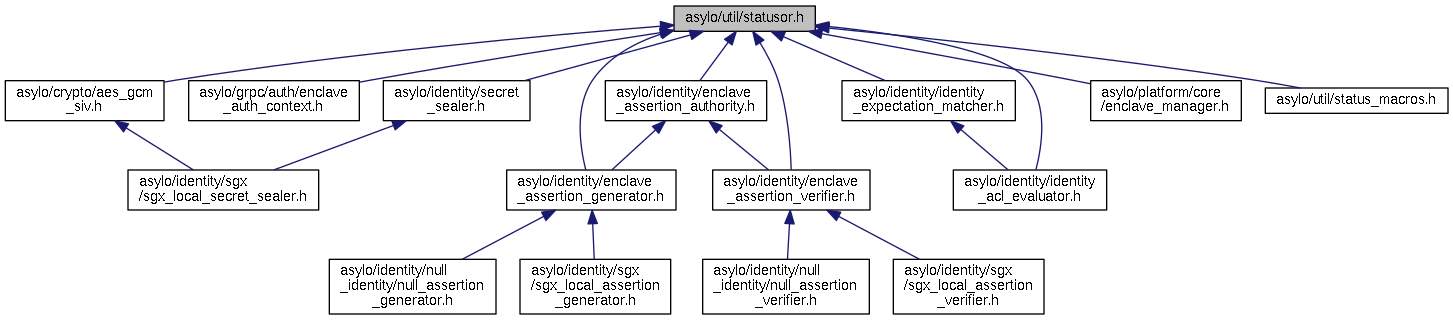 asylo/util/statusor.h
asylo/crypto/aes_gcm
_siv.h
asylo/grpc/auth/enclave
_auth_context.h
asylo/identity/secret
_sealer.h
asylo/identity/enclave
_assertion_authority.h
asylo/identity/identity
_expectation_matcher.h
asylo/platform/core
/enclave_manager.h
asylo/util/status_macros.h
asylo/identity/sgx
/sgx_local_secret_sealer.h
asylo/identity/enclave
_assertion_generator.h
asylo/identity/enclave
_assertion_verifier.h
asylo/identity/identity
_acl_evaluator.h
asylo/identity/null
_identity/null_assertion
_generator.h
asylo/identity/sgx
/sgx_local_assertion
_generator.h
asylo/identity/null
_identity/null_assertion
_verifier.h
asylo/identity/sgx
/sgx_local_assertion
_verifier.h